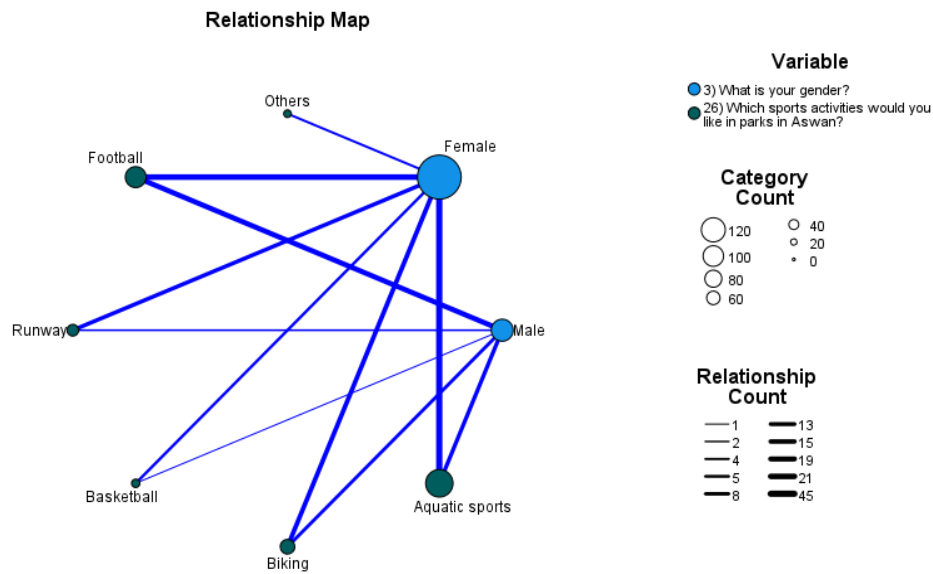 Relationship Map
Others
Female
Football
Runway
Male
Basketball
Aquatic sports
Biking
Variable
3) What is your gender?
26) Which sports activities would you
like in parks in Aswan?
Category
Count
120
40
100
20
80
0
60
Relationship
Count
1
13
2
15
4
19
5
21
8
45